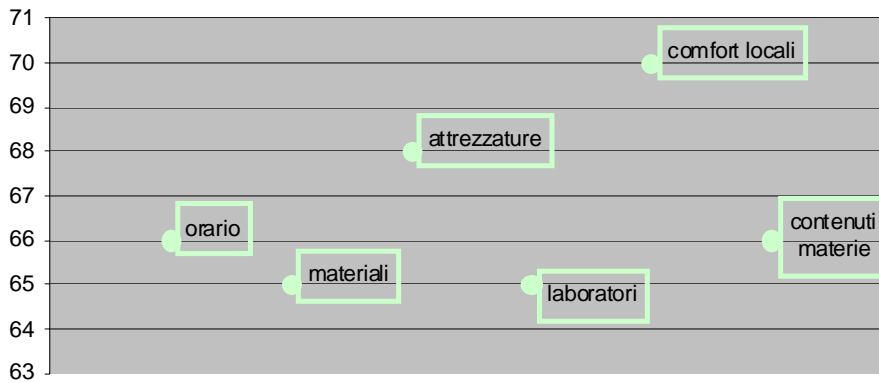 71
70
69
68
67
66
65
64
63
comfort locali
attrezzature
orario
contenuti
materie
materiali
laboratori